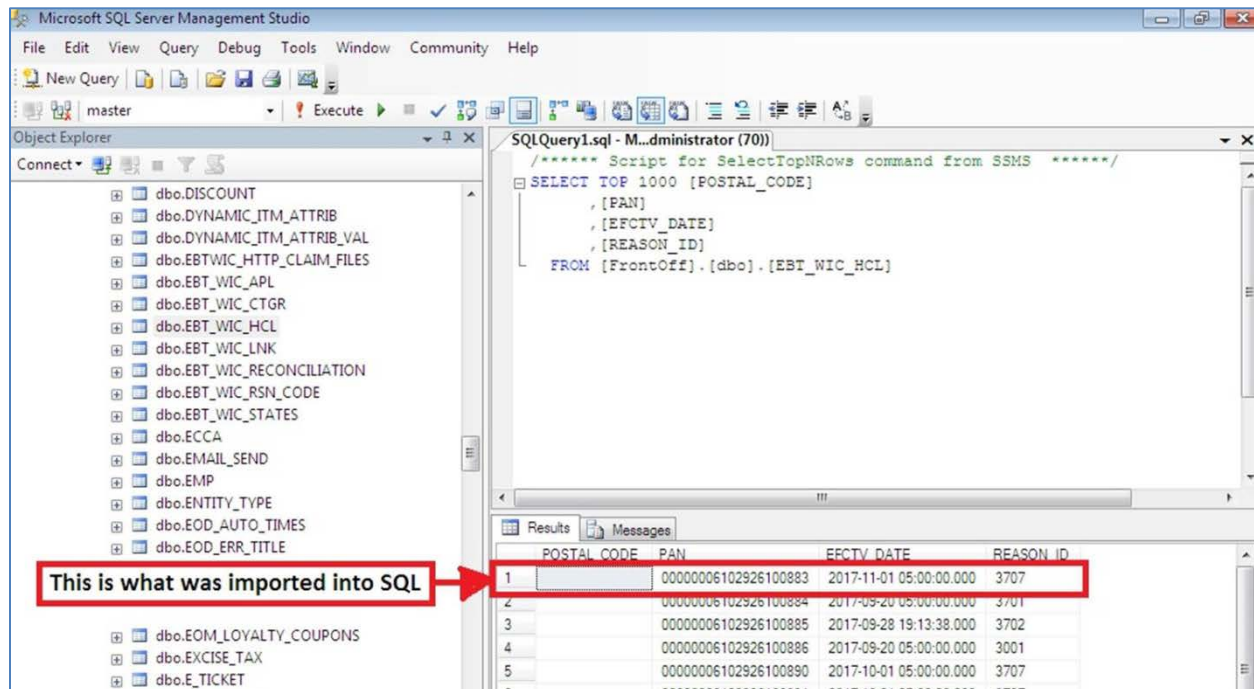 Microsoft SQL Server Management Studio
File Edit View Query Debug Tools Window Community Help
New Query
master Execute
Object Explorer
Connect
dbo.DISCOUNT
dbo.DYNAMIC_ITM_ATTRIB
dbo.DYNAMIC_ITM_ATTRIB_VAL
dbo.EBTWIC_HTTP_CLAIM_FILES
dbo.EBT_WIC_APL
dbo.EBT_WIC_CTGR
dbo.EBT_WIC_HCL
dbo.EBT_WIC_LNK
dbo.EBT_WIC_RECONCILIATION
dbo.EBT_WIC_RSN_CODE
dbo.EBT_WIC_STATES
dbo.ECCA
dbo.EMAIL_SEND
dbo.EMP
dbo.ENTITY_TYPE
dbo.EOD_AUTO_TIMES
dbo.EOD_ERR_TITLE
This is what was imported into SQL
dbo.EOM_LOYALTY_COUPONS
dbo.EXCISE_TAX
dbo.E_TICKET
SQLQuery1.sql - M...dministrator (70))
/****** Script for SelectTopNRows command from SSMS ******/
SELECT TOP 1000 [POSTAL_CODE]
,[PAN]
,[EFCTV_DATE]
,[REASON_ID]
FROM [FrontOff].[dbo].[EBT_WIC_HCL]
Results Messages
POSTAL_CODE PAN EFCTV_DATE REASON_ID
1 00000006102926100883 2017-11-01 05:00:00.000 3707
2 00000006102926100884 2017-09-20 05:00:00.000 3701
3 00000006102926100885 2017-09-28 19:13:38.000 3702
4 00000006102926100886 2017-09-20 05:00:00.000 3001
5 00000006102926100890 2017-10-01 05:00:00.000 3707